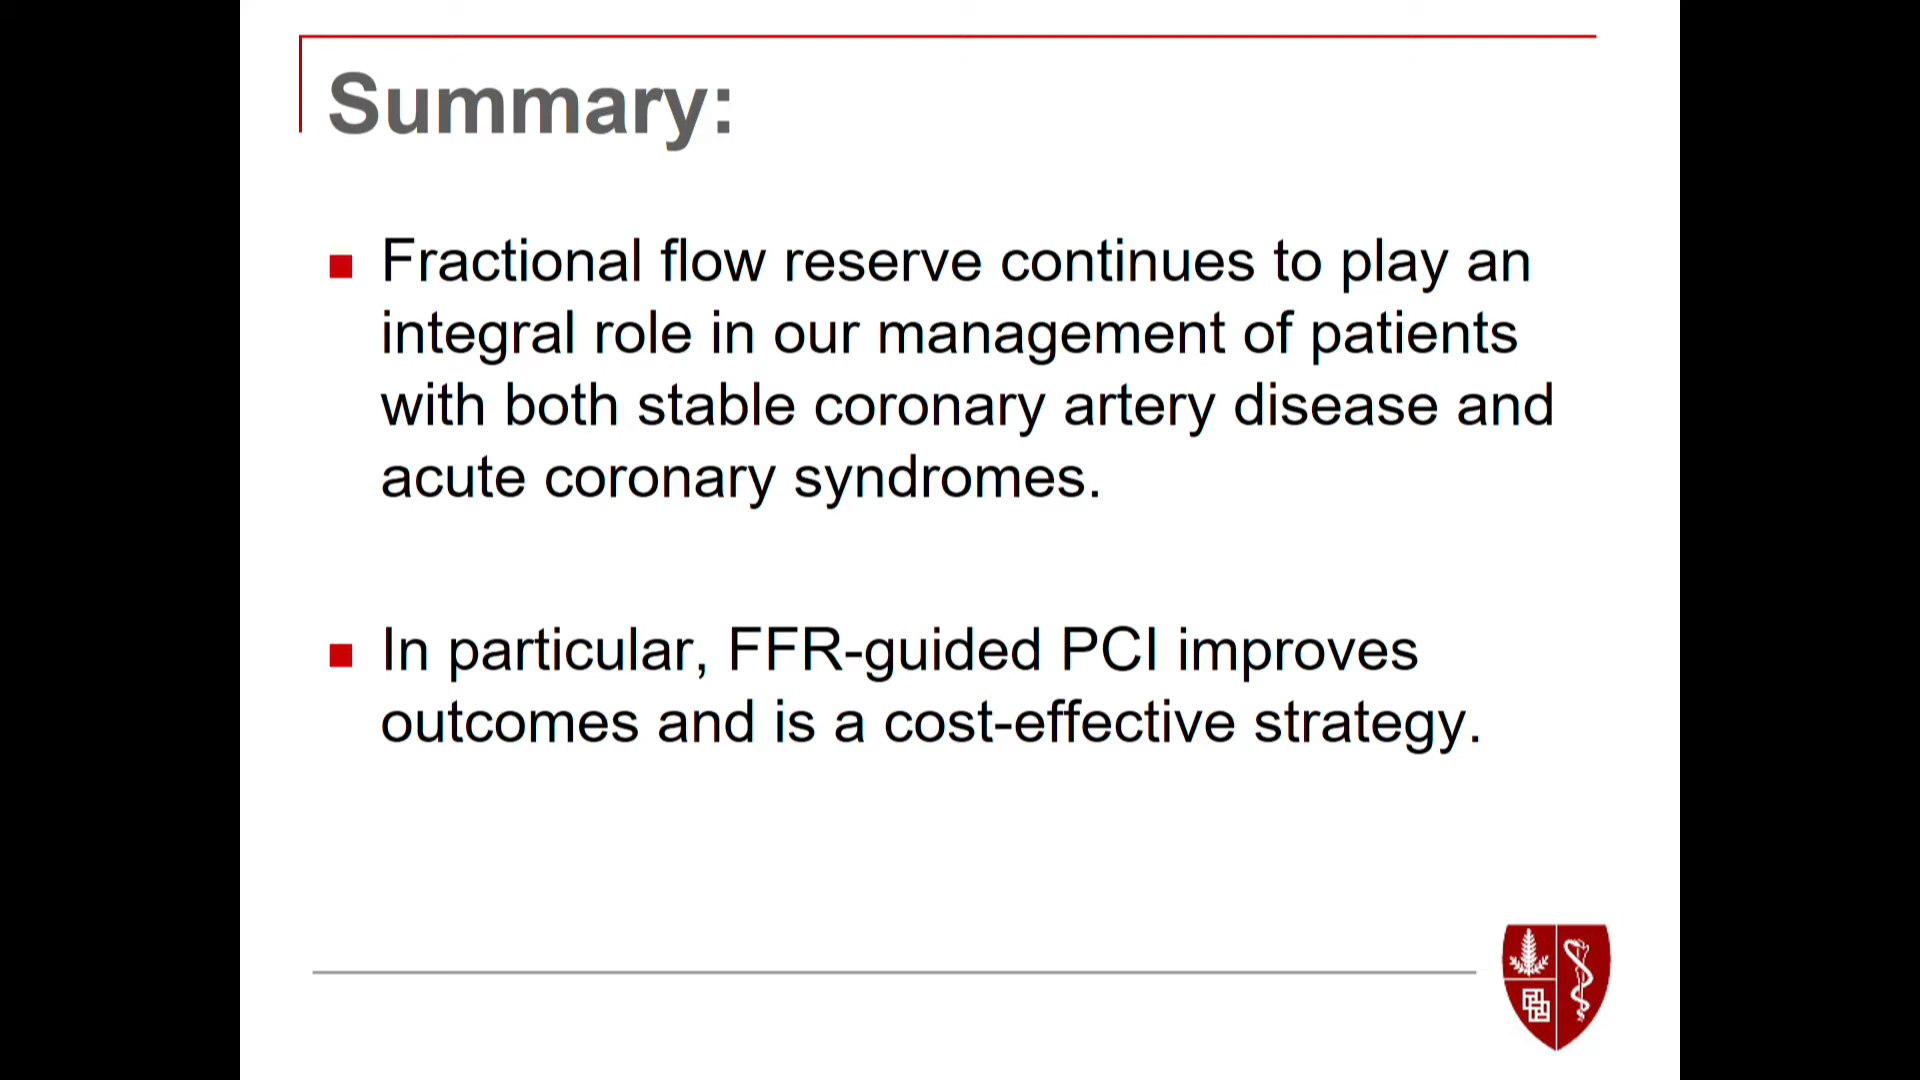 Summary:
Fractional flow reserve continues to play an
integral role in our management of patients
with both stable coronary artery disease and
acute coronary syndromes.
In particular, FFR-guided PCI improves
outcomes and is a cost-effective strategy.